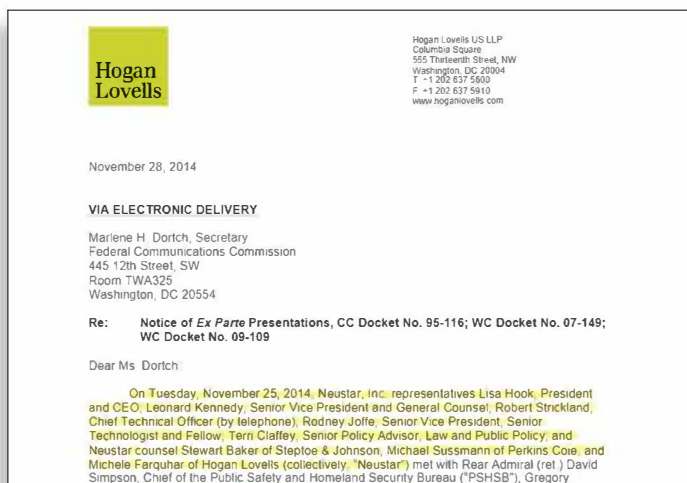 Hogan
Lovells
Hogan Lovells US LLP
Columbia Square
555 Thirteenth Street, NW
Washington, DC 20004
T +1 202 637 5600
F +1 202 637 5910
www.hoganlovells.com
November 28, 2014
VIA ELECTRONIC DELIVERY
Marlene H. Dortch, Secretary
Federal Communications Commission
445 12th Street, SW
Room TWA325
Washington, DC 20554
Re: Notice of Ex Parte Presentations, CC Docket No. 95-116; WC Docket No. 07-149;
WC Docket No. 09-109
Dear Ms. Dortch
On Tuesday, November 25, 2014, Neustar, Inc. representatives Lisa Hook, President
and CEO, Leonard Kennedy, Senior Vice President and General Counsel, Robert Strickland,
Chief Technical Officer (by telephone), Rodney Joffe, Senior Vice President, Senior
Technologist and Fellow, Terri Claffey, Senior Policy Advisor, Law and Public Policy, and
Neustar counsel Stewart Baker of Steptoe & Johnson, Michael Sussmann of Perkins Coie, and
Michele Farquhar of Hogan Lovells (collectively, "Neustar") met with Rear Admiral (ret.) David
Simpson, Chief of the Public Safety and Homeland Security Bureau ("PSHSB"), Gregory